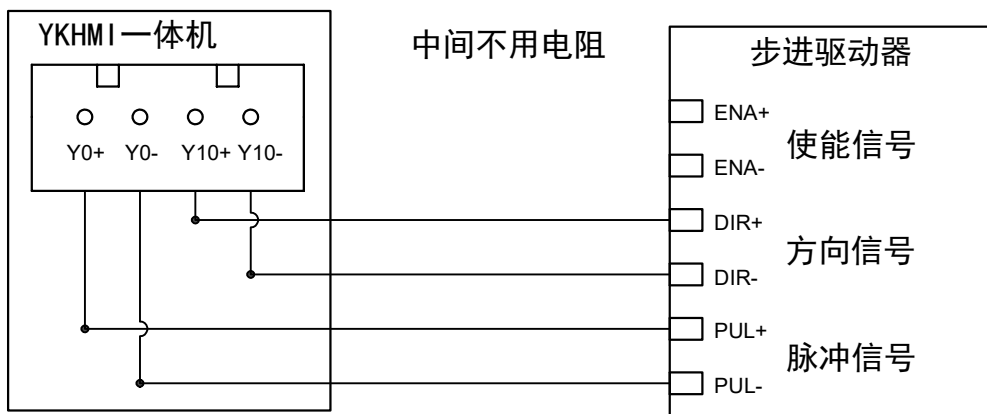 YKHMI一体机
中间不用电阻
步进驱动器
Y0+ Y0- Y10+ Y10-
ENA+
使能信号
ENA-
DIR+
方向信号
DIR-
PUL+
脉冲信号
PUL-